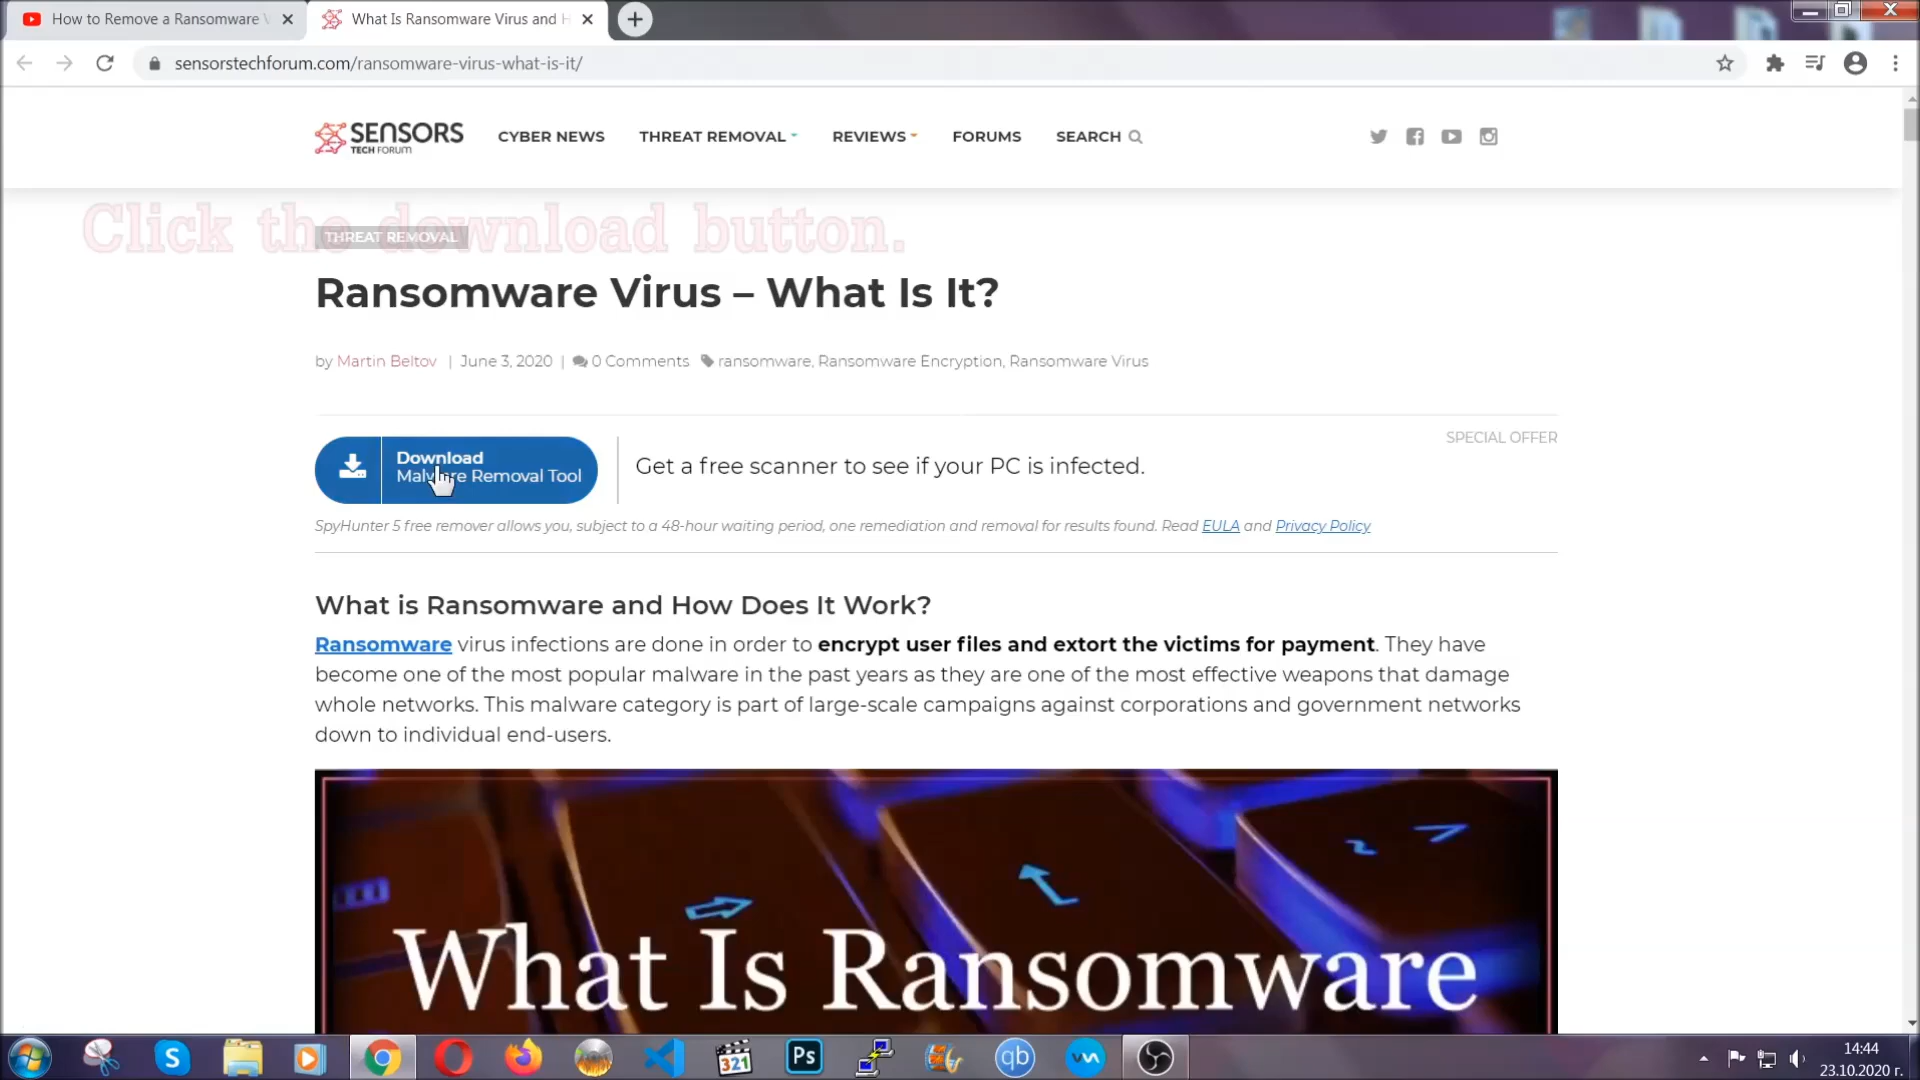 How to Remove a Ransomware V
What Is Ransomware Virus and H
sensorstechforum.com/ransomware-virus-what-is-it/
SENSORS
TECH FORUM
CYBER NEWS
THREAT REMOVAL
REVIEWS
FORUMS
SEARCH
Click the download button.
THREAT REMOVAL
Ransomware Virus – What Is It?
by Martin Beltov | June 3, 2020 | 0 Comments ransomware, Ransomware Encryption, Ransomware Virus
SPECIAL OFFER
Download
Malware Removal Tool
Get a free scanner to see if your PC is infected.
SpyHunter 5 free remover allows you, subject to a 48-hour waiting period, one remediation and removal for results found. Read EULA and Privacy Policy
What is Ransomware and How Does It Work?
Ransomware virus infections are done in order to encrypt user files and extort the victims for payment. They have
become one of the most popular malware in the past years as they are one of the most effective weapons that damage
whole networks. This malware category is part of large-scale campaigns against corporations and government networks
down to individual end-users.
What Is Ransomware
321
Ps
qb
14:44
23.10.2020 г.